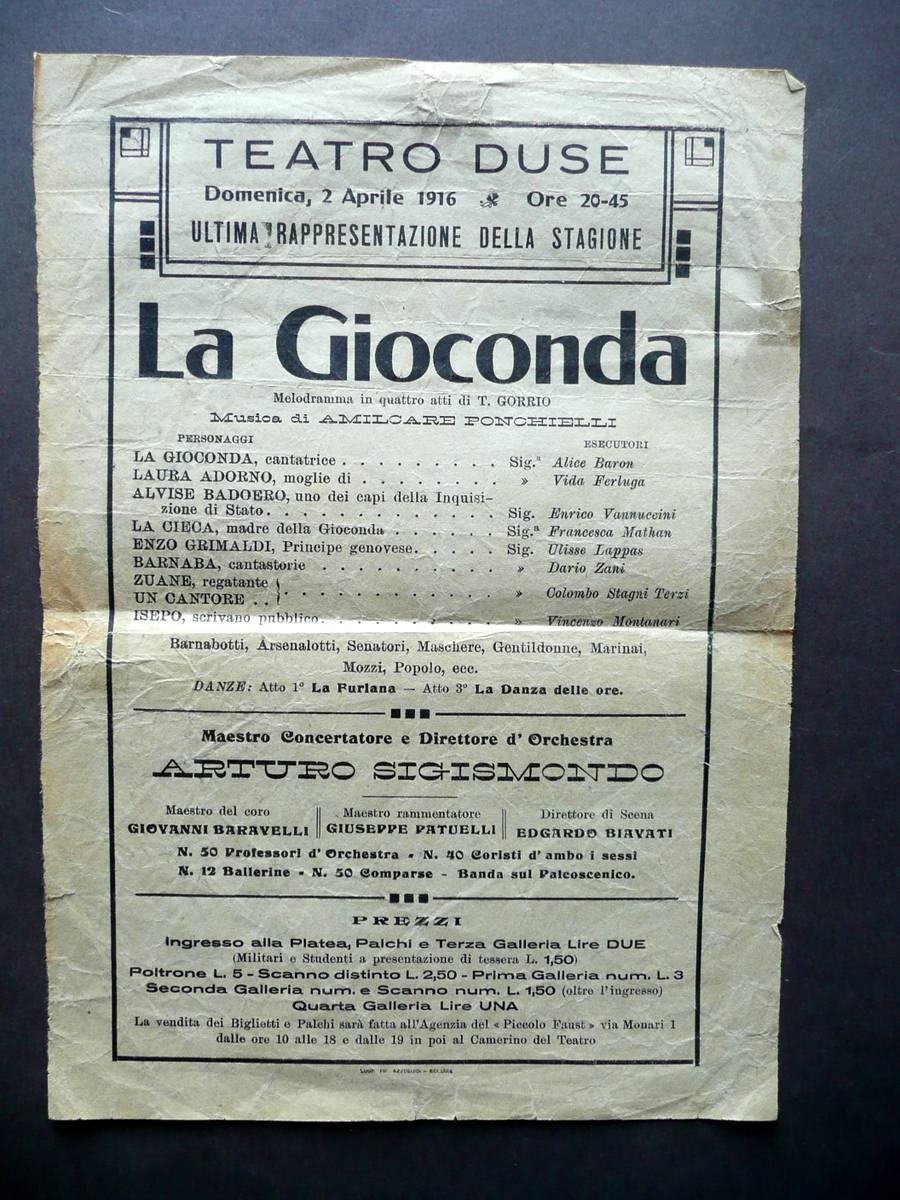 TEATRO DUSE
Domenica, 2 Aprile 1916 Ore 20-45
ULTIMA RAPPRESENTAZIONE DELLA STAGIONE
La Gioconda
Melodramma in quattro atti di T. GORRIO
Musica di AMILCARE PONCHIELLI
PERSONAGGI ESECUTORI
LA GIOCONDA, cantatrice . . . . . . . . . Sig.ª Alice Baron
LAURA ADORNO, moglie di . . . . . . . . » Vida Ferluga
ALVISE BADOERO, uno dei capi della Inquisi-
zione di Stato. . . . . . . . . . . . . . Sig. Enrico Vannuccini
LA CIECA, madre della Gioconda . . . . . . Sig.ª Francesca Mathan
ENZO GRIMALDI, Principe genovese. . . . . Sig. Ulisse Lappas
BARNABA, cantastorie . . . . . . . . . . » Dario Zani
ZUANE, regatante
UN CANTORE . . } . . . . . . . . . . . . » Colombo Stagni Terzi
ISEPO, scrivano pubblico. . . . . . . . . . » Vincenzo Montanari
Barnabotti, Arsenalotti, Senatori, Maschere, Gentildonne, Marinai,
Mozzi, Popolo, ecc.
DANZE: Atto 1° La Furlana — Atto 3° La Danza delle ore.
Maestro Concertatore e Direttore d' Orchestra
ARTURO SIGISMONDO
Maestro del coro
GIOVANNI BARAVELLI
Maestro rammentatore
GIUSEPPE PATUELLI
Direttore di Scena
EDGARDO BIAVATI
N. 50 Professori d' Orchestra - N. 40 Coristi d' ambo i sessi
N. 12 Ballerine - N. 50 Comparse - Banda sul Palcoscenico.
PREZZI
Ingresso alla Platea, Palchi e Terza Galleria Lire DUE
(Militari e Studenti a presentazione di tessera L. 1,50)
Poltrone L. 5 - Scanno distinto L. 2,50 - Prima Galleria num. L. 3
Seconda Galleria num. e Scanno num. L. 1,50 (oltre l'ingresso)
Quarta Galleria Lire UNA
La vendita dei Biglietti e Palchi sarà fatta all'Agenzia del « Piccolo Faust » via Monari 1
dalle ore 10 alle 18 e dalle 19 in poi al Camerino del Teatro